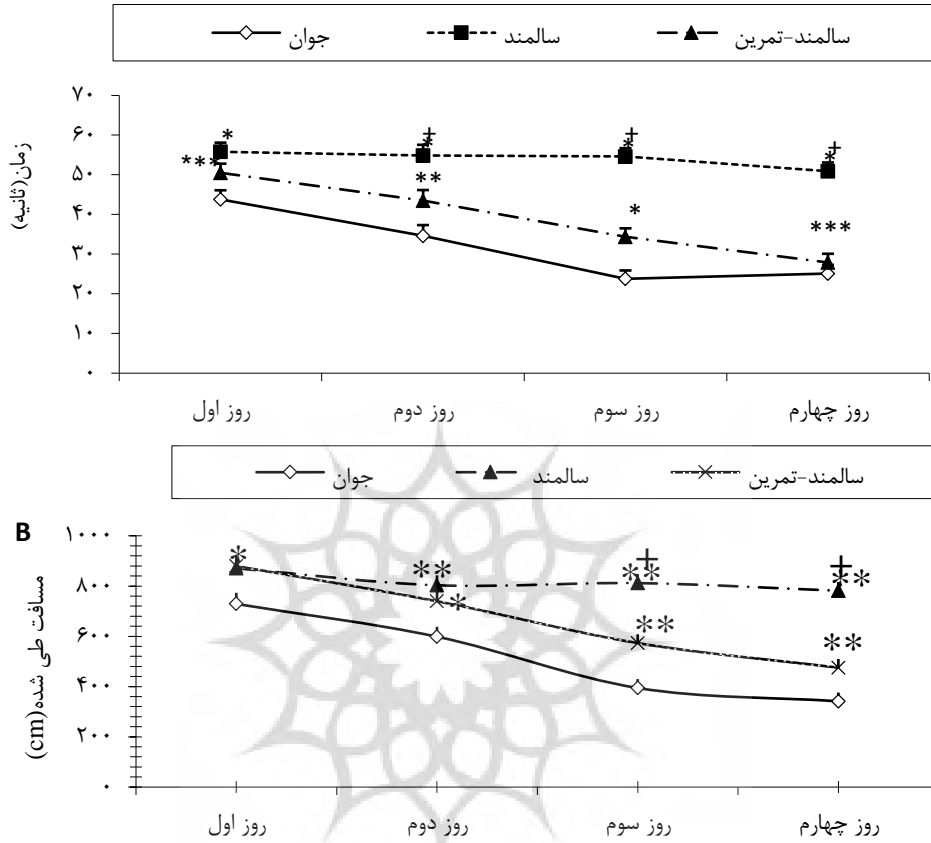 جوان سالمند سالمند-تمرین
زمان(ثانیه)
۷۰
۶۰
۵۰
۴۰
۳۰
۲۰
۱۰
۰
* + * + * + *
*** ** * ***
روز اول روز دوم روز سوم روز چهارم
جوان سالمند سالمند-تمرین
B
مسافت طی شده(cm)
۱۰۰۰
۸۰۰
۶۰۰
۴۰۰
۲۰۰
۰
* ** + ** + **
* ** **
روز اول روز دوم روز سوم روز چهارم